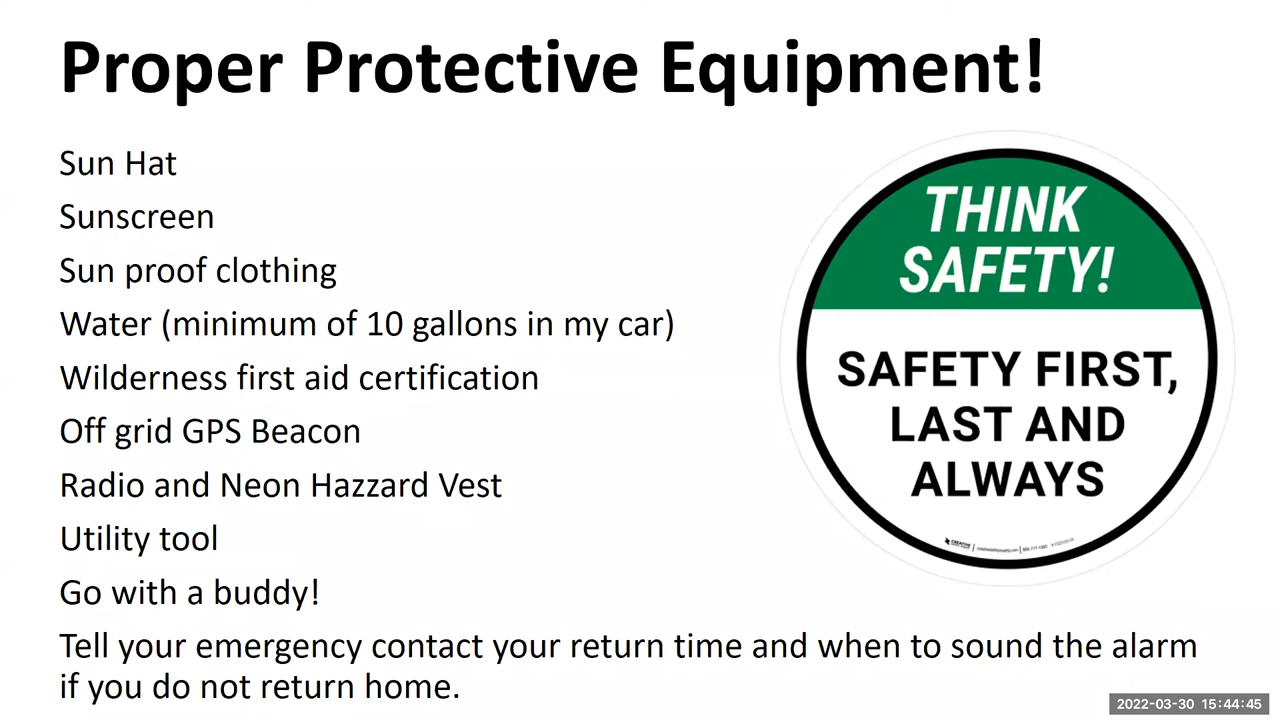 Proper Protective Equipment!
Sun Hat
Sunscreen
Sun proof clothing
Water (minimum of 10 gallons in my car)
Wilderness first aid certification
Off grid GPS Beacon
Radio and Neon Hazzard Vest
Utility tool
Go with a buddy!
Tell your emergency contact your return time and when to sound the alarm
if you do not return home.
THINK
SAFETY!
SAFETY FIRST,
LAST AND
ALWAYS
CREATIVE
2022-03-30 15:44:45